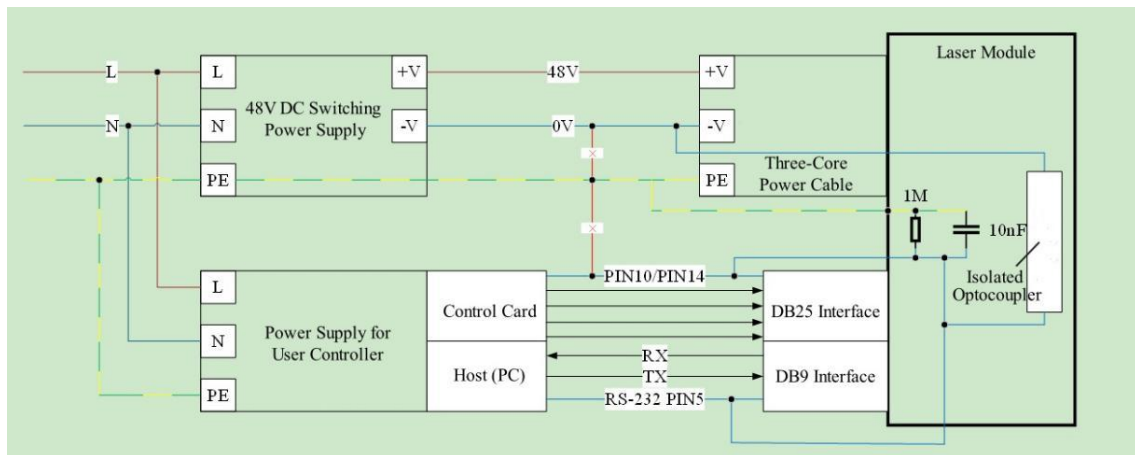 Laser Module
L
L
+V
48V
+V
48V DC Switching
Power Supply
N
N
-V
0V
-V
×
Three-Core
Power Cable
PE
PE
1M
10nF
×
Isolated
Optocoupler
PIN10/PIN14
L
Control Card
DB25 Interface
Power Supply for
User Controller
N
RX
Host (PC)
TX
DB9 Interface
PE
RS-232 PIN5